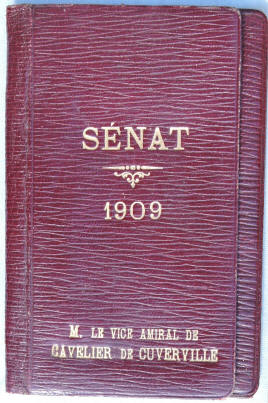 SÉNAT
1909
M. LE VICE AMIRAL DE
CAVELIER DE CUVERVILLE